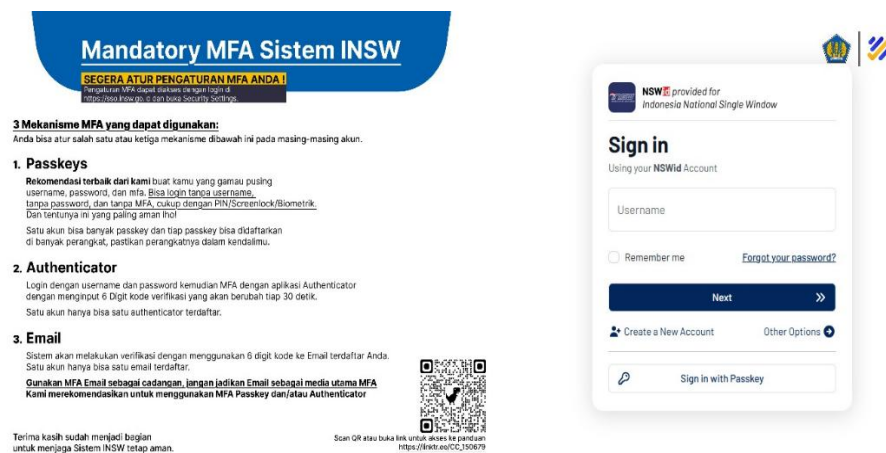 Mandatory MFA Sistem INSW
SEGERA ATUR PENGATURAN MFA ANDA !
Pengaturan MFA dapat diakses dengan login di
https://sso.insw.go. d dan buka Security Settings.
3 Mekanisme MFA yang dapat digunakan:
Anda bisa atur salah satu atau ketiga mekanisme dibawah ini pada masing-masing akun.
1. Passkeys
Rekomendasi terbaik dari kami buat kamu yang gamau pusing
username, password, dan mfa. Bisa login tanpa username,
tanpa password, dan tanpa MFA, cukup dengan PIN/Screenlock/Biometrik.
Dan tentunya ini yang paling aman lho!
Satu akun bisa banyak passkey dan tiap passkey bisa didaftarkan
di banyak perangkat, pastikan perangkatnya dalam kendalimu.
2. Authenticator
Login dengan username dan password kemudian MFA dengan aplikasi Authenticator
dengan menginput 6 Digit kode verifikasi yang akan berubah tiap 30 detik.
Satu akun hanya bisa satu authenticator terdaftar.
3. Email
Sistem akan melakukan verifikasi dengan menggunakan 6 digit kode ke Email terdaftar Anda.
Satu akun hanya bisa satu email terdaftar.
Gunakan MFA Email sebagai cadangan, jangan jadikan Email sebagai media utama MFA
Kami merekomendasikan untuk menggunakan MFA Passkey dan/atau Authenticator
Terima kasih sudah menjadi bagian
untuk menjaga Sistem INSW tetap aman.
Scan QR atau buka link untuk akses ke panduan
https://linktr.ee/CC_150679
NSWid provided for
Indonesia National Single Window
Sign in
Using your NSWid Account
Username
Remember me
Forgot your password?
Next
Create a New Account
Other Options
Sign in with Passkey